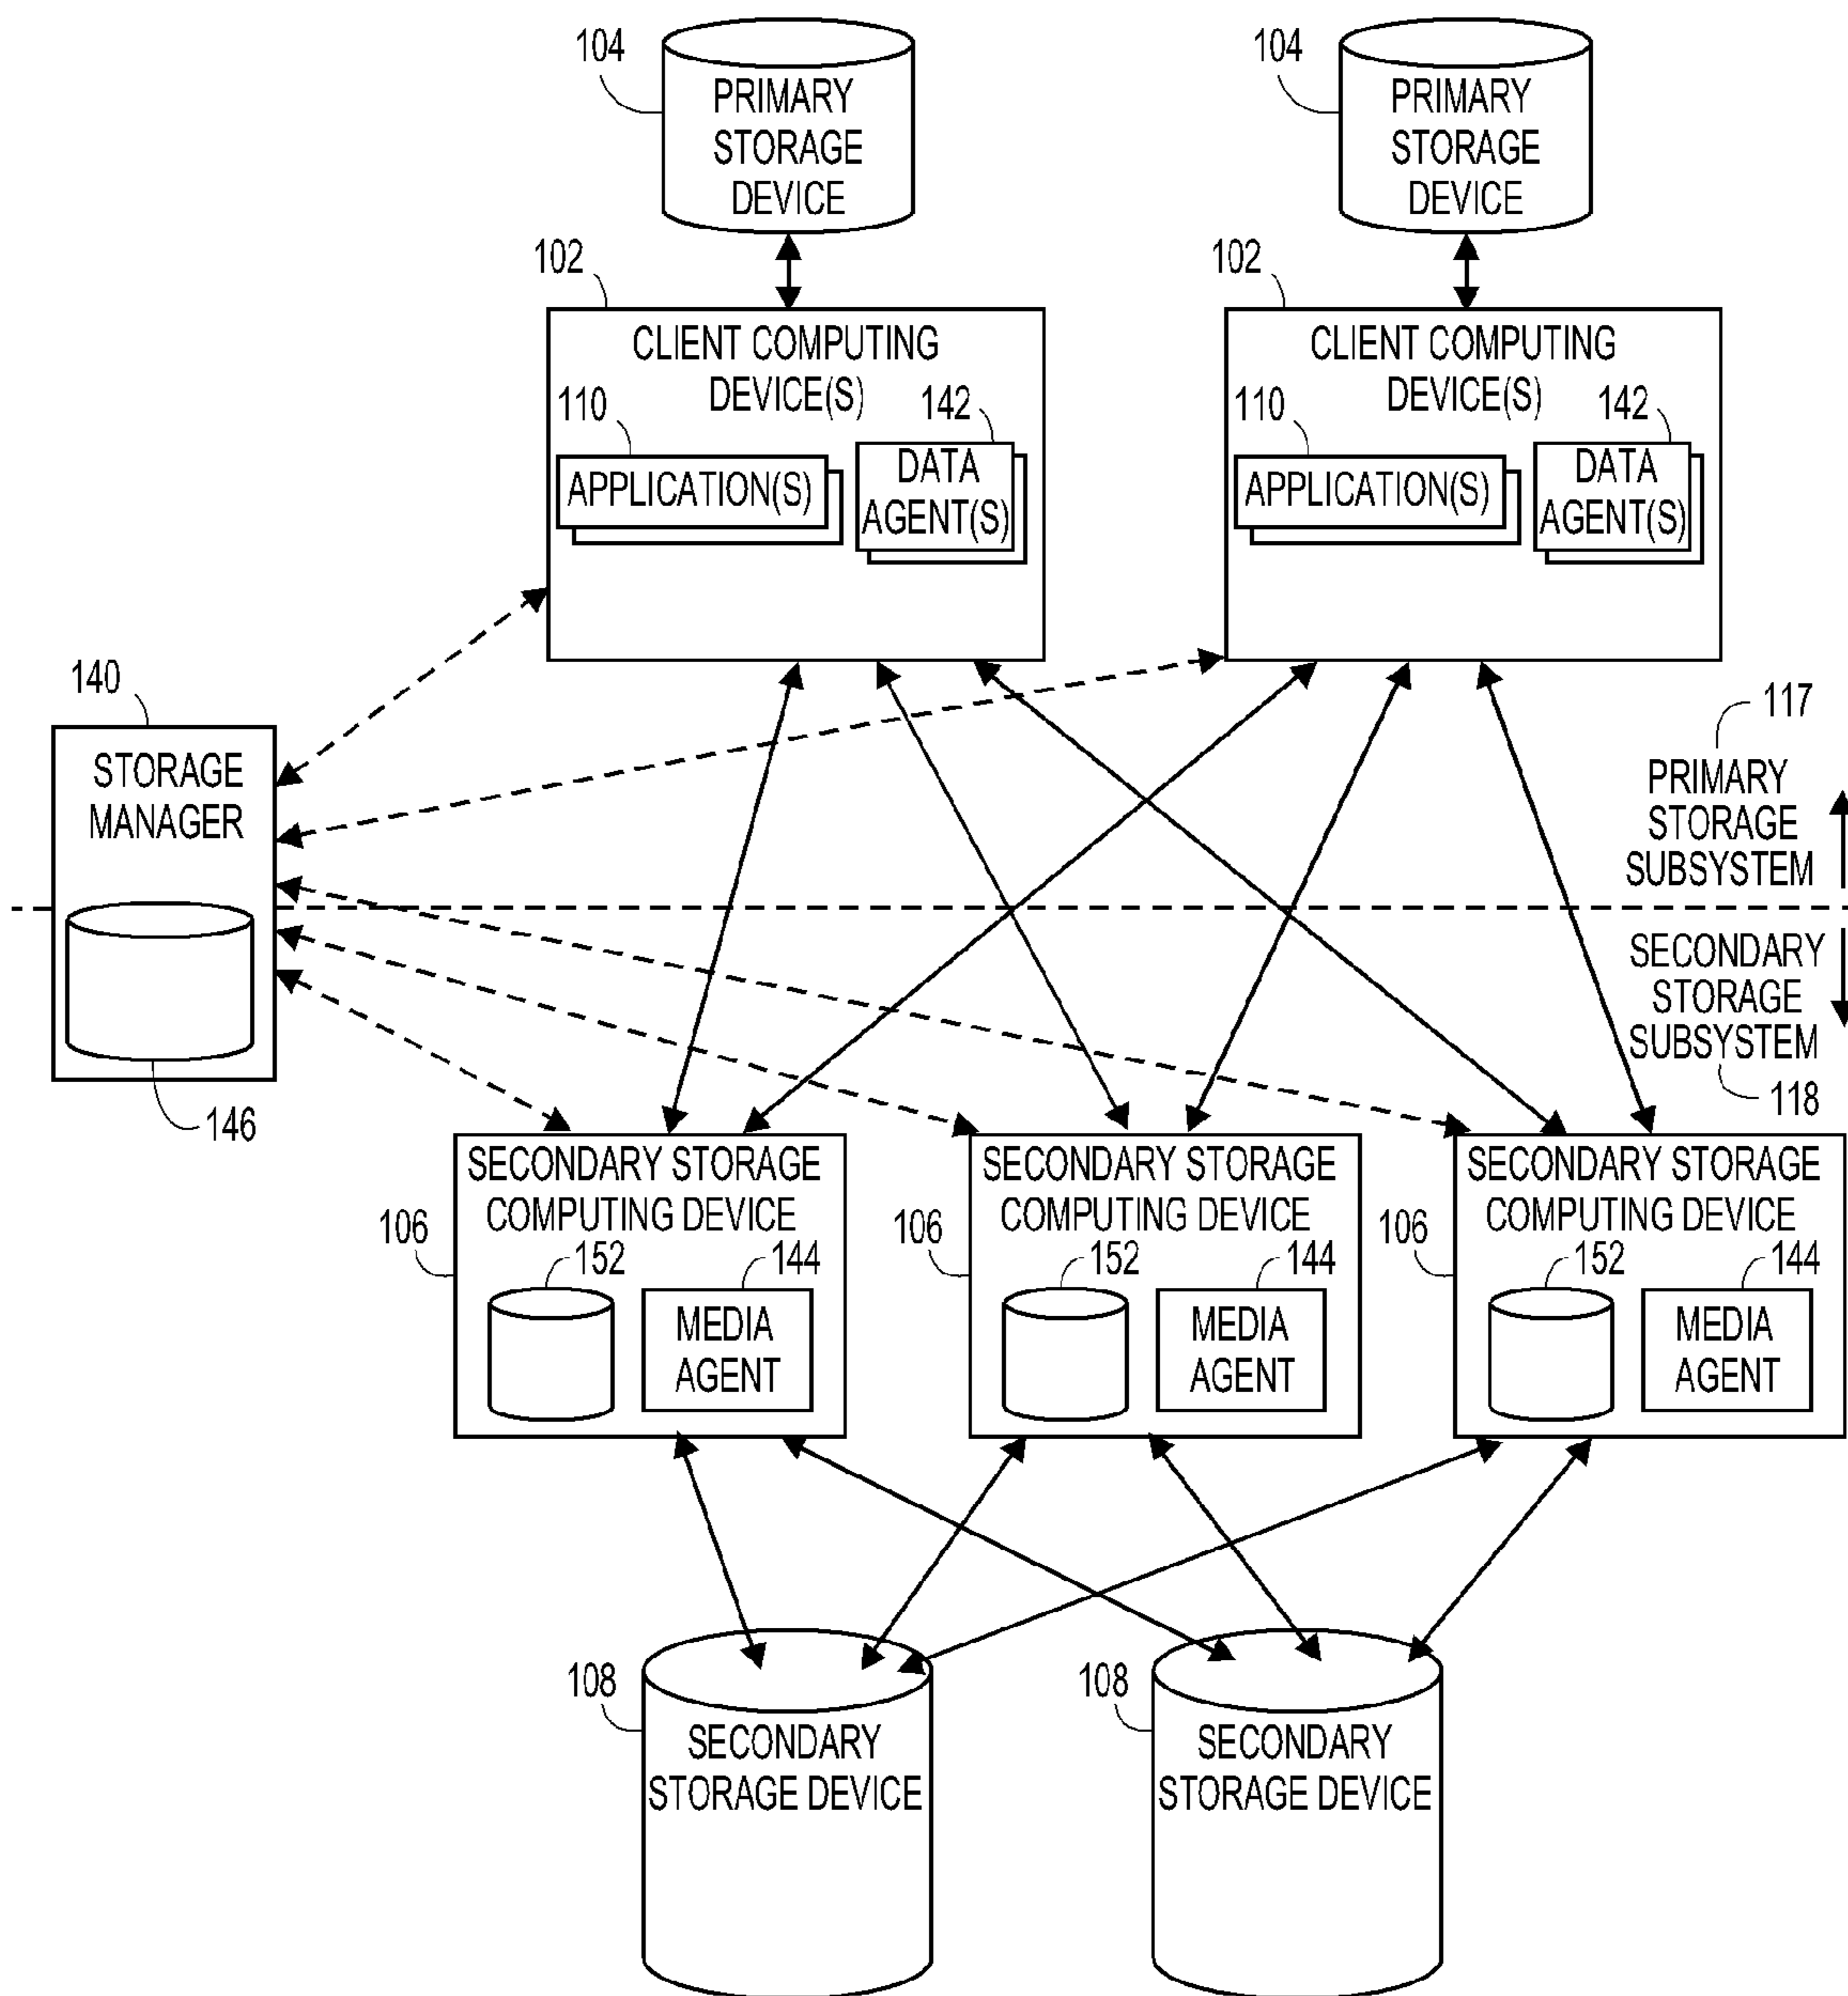 104
PRIMARY
STORAGE
DEVICE
104
PRIMARY
STORAGE
DEVICE
102
CLIENT COMPUTING
DEVICE(S)
110
142
APPLICATION(S)
DATA
AGENT(S)
102
CLIENT COMPUTING
DEVICE(S)
110
142
APPLICATION(S)
DATA
AGENT(S)
140
STORAGE
MANAGER
146
117
PRIMARY
STORAGE
SUBSYSTEM
SECONDARY
STORAGE
SUBSYSTEM
118
SECONDARY STORAGE
COMPUTING DEVICE
106
152
144
MEDIA
AGENT
SECONDARY STORAGE
COMPUTING DEVICE
106
152
144
MEDIA
AGENT
SECONDARY STORAGE
COMPUTING DEVICE
106
152
144
MEDIA
AGENT
108
SECONDARY
STORAGE DEVICE
108
SECONDARY
STORAGE DEVICE